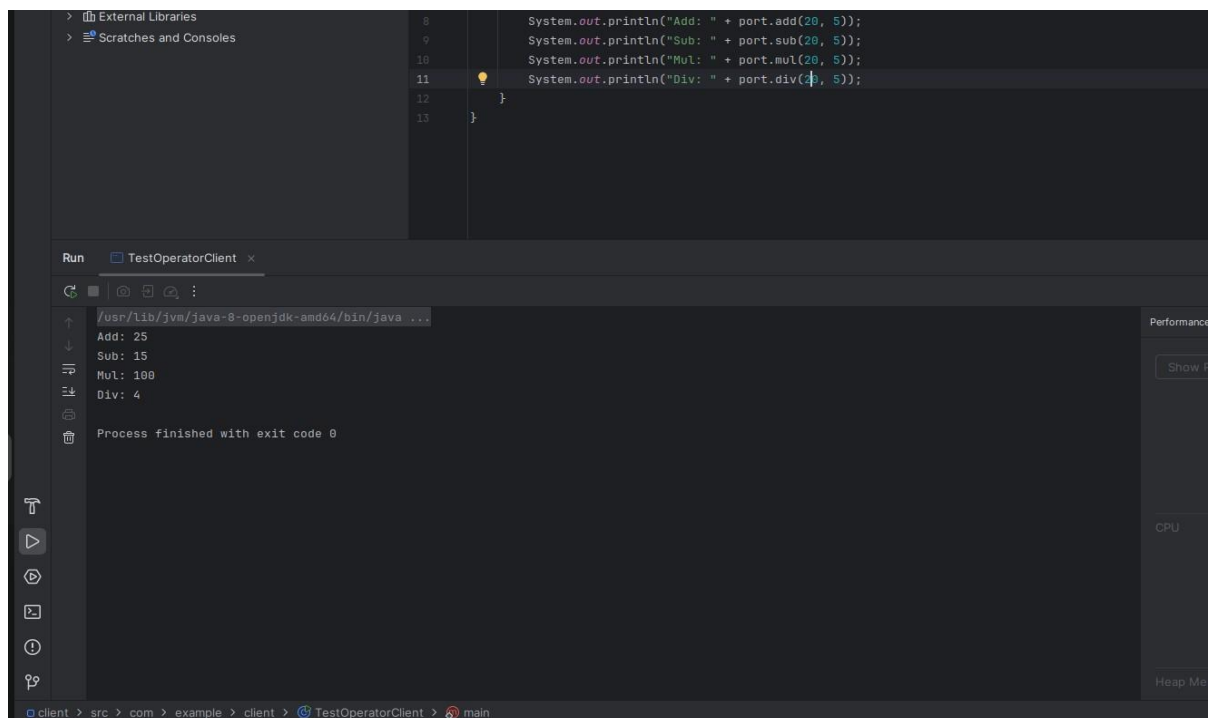 External Libraries
Scratches and Consoles
8 System.out.println("Add: " + port.add(20, 5));
9 System.out.println("Sub: " + port.sub(20, 5));
10 System.out.println("Mul: " + port.mul(20, 5));
11 System.out.println("Div: " + port.div(20, 5));
12 }
13 }
Run TestOperatorClient
/usr/lib/jvm/java-8-openjdk-amd64/bin/java ...
Add: 25
Sub: 15
Mul: 100
Div: 4
Process finished with exit code 0
Performance
Show
CPU
Heap Me
client > src > com > example > client > TestOperatorClient > main